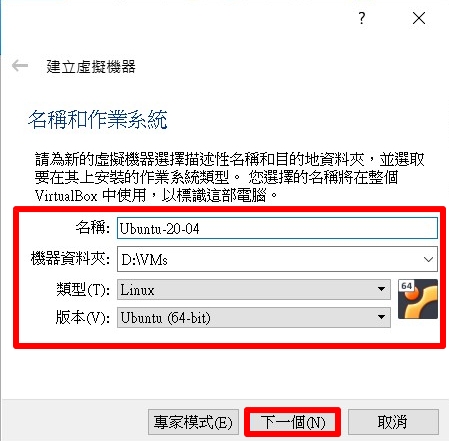 ?
建立虛擬機器
名稱和作業系統
請為新的虛擬機器選擇描述性名稱和目的地資料夾，並選取
要在其上安裝的作業系統類型。 您選擇的名稱將在整個
VirtualBox 中使用，以標識這部電腦。
名稱: Ubuntu-20-04
機器資料夾: D:\VMs
類型(T): Linux
64
版本(V): Ubuntu (64-bit)
專家模式(E) 下一個(N) 取消